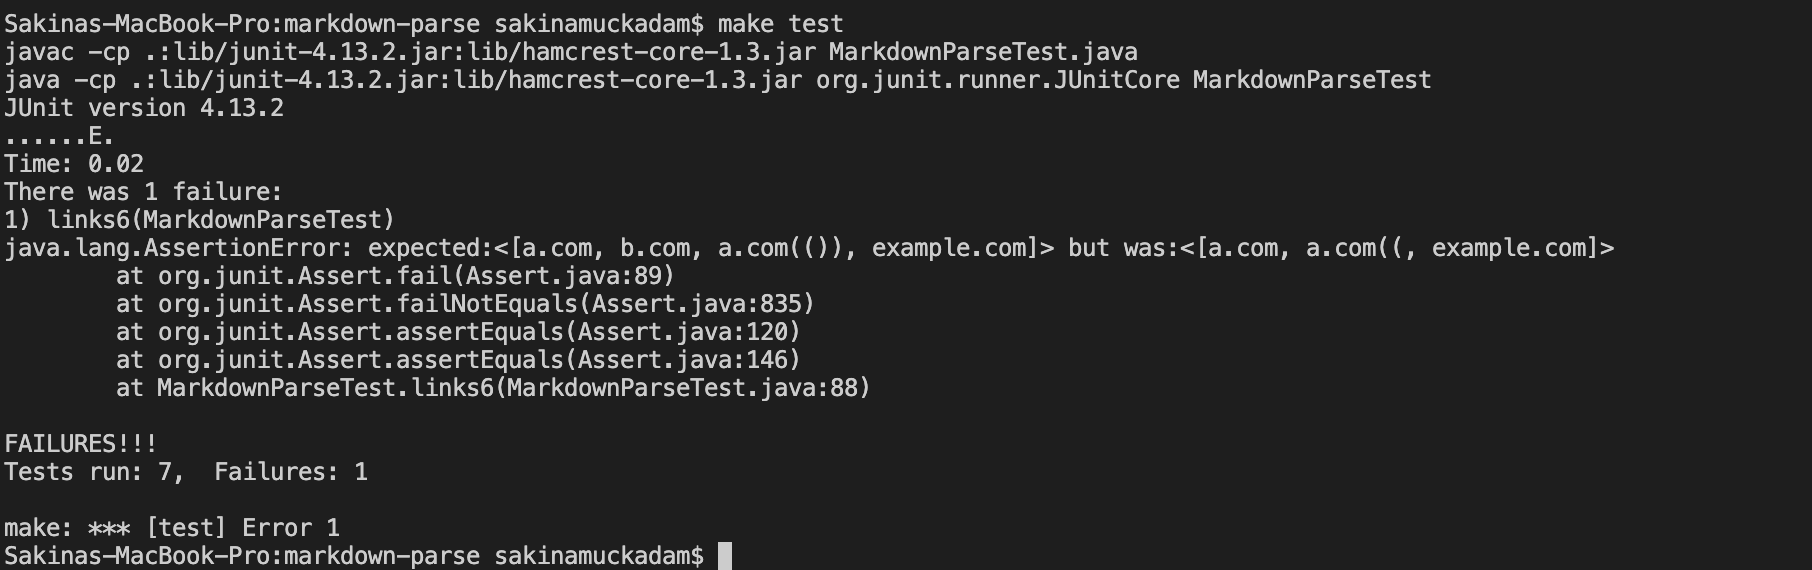 Sakinas-MacBook-Pro:markdown-parse sakinamuckadam$ make test
javac -cp .:lib/junit-4.13.2.jar:lib/hamcrest-core-1.3.jar MarkdownParseTest.java
java -cp .:lib/junit-4.13.2.jar:lib/hamcrest-core-1.3.jar org.junit.runner.JUnitCore MarkdownParseTest
JUnit version 4.13.2
......E.
Time: 0.02
There was 1 failure:
1) links6(MarkdownParseTest)
java.lang.AssertionError: expected:<[a.com, b.com, a.com(()), example.com]> but was:<[a.com, a.com((, example.com]>
        at org.junit.Assert.fail(Assert.java:89)
        at org.junit.Assert.failNotEquals(Assert.java:835)
        at org.junit.Assert.assertEquals(Assert.java:120)
        at org.junit.Assert.assertEquals(Assert.java:146)
        at MarkdownParseTest.links6(MarkdownParseTest.java:88)
FAILURES!!!
Tests run: 7,  Failures: 1
make: *** [test] Error 1
Sakinas-MacBook-Pro:markdown-parse sakinamuckadam$